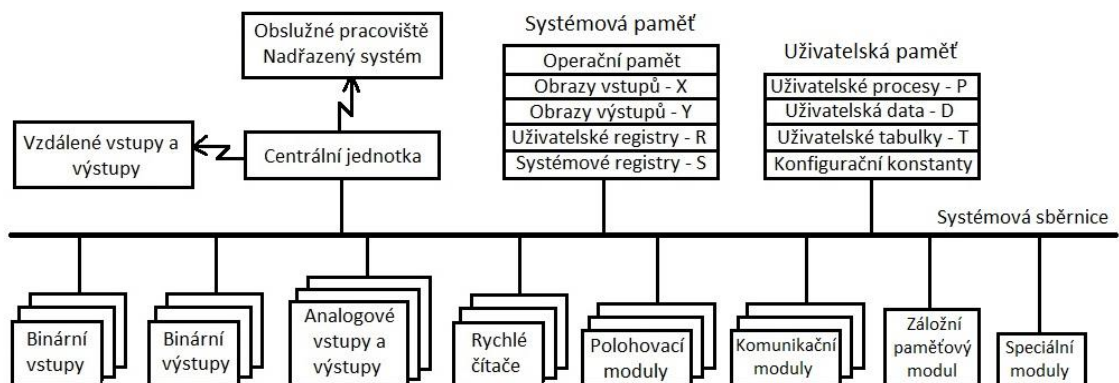 Obslužné pracoviště
Nadřazený systém
Systémová paměť
Operační pamět
Obrazy vstupů - X
Obrazy výstupů - Y
Uživatelské registry - R
Systémové registry - S
Uživatelská paměť
Uživatelské procesy - P
Uživatelská data - D
Uživatelské tabulky - T
Konfigurační konstanty
Vzdálené vstupy a
výstupy
Centrální jednotka
Systémová sběrnice
Binární
vstupy
Binární
výstupy
Analogové
vstupy a
výstupy
Rychlé
čítače
Polohovací
moduly
Komunikační
moduly
Záložní
paměťový
modul
Speciální
moduly